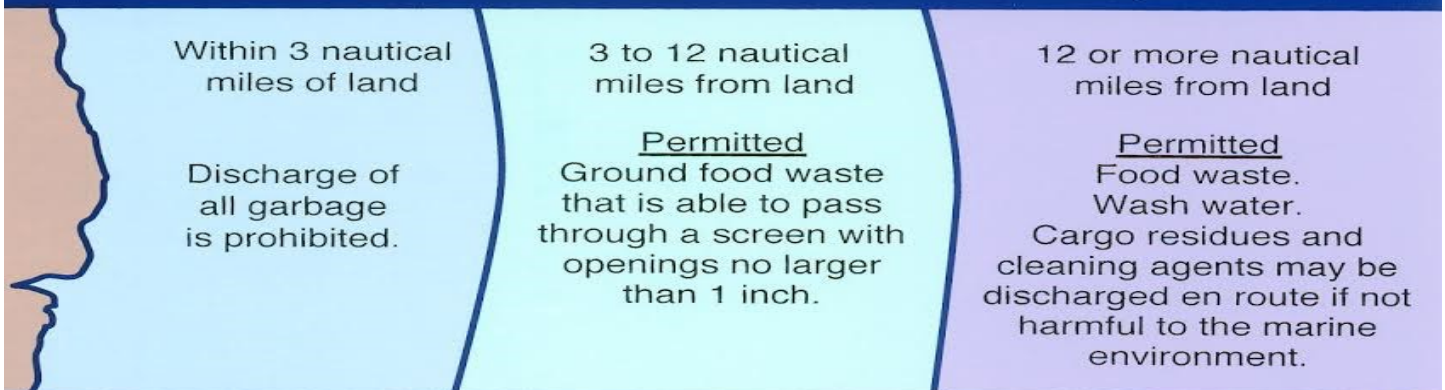 Within 3 nautical
miles of land
Discharge of
all garbage
is prohibited.
3 to 12 nautical
miles from land
Permitted
Ground food waste
that is able to pass
through a screen with
openings no larger
than 1 inch.
12 or more nautical
miles from land
Permitted
Food waste.
Wash water.
Cargo residues and
cleaning agents may be
discharged en route if not
harmful to the marine
environment.